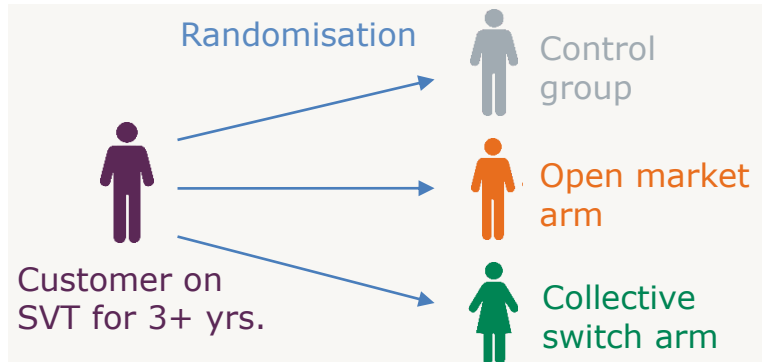 Randomisation
Control
group
Open market
arm
Customer on
SVT for 3+ yrs.
Collective
switch arm